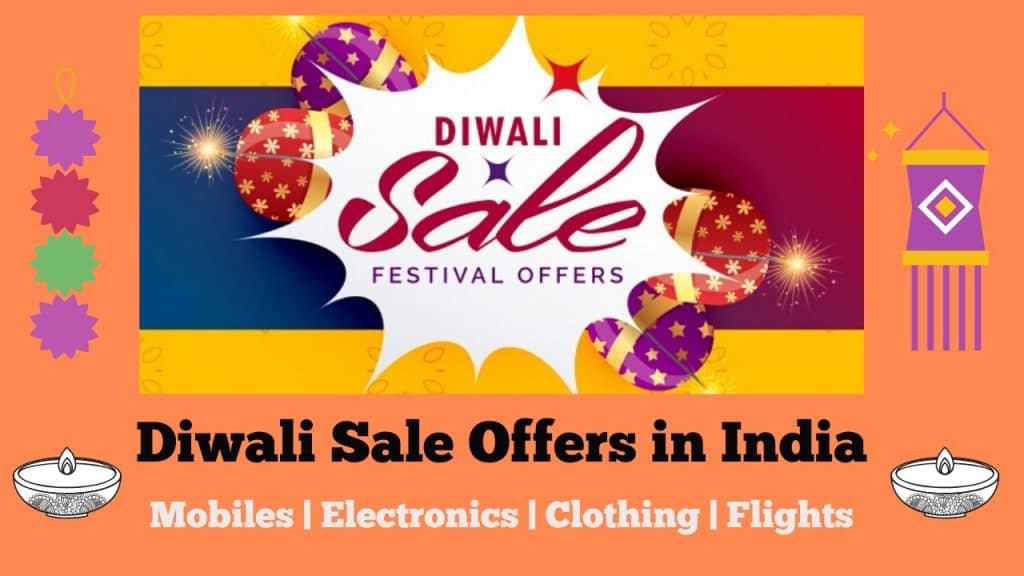 DIWALI
Sale
FESTIVAL OFFERS
Diwali Sale Offers in India
Mobiles | Electronics | Clothing | Flights